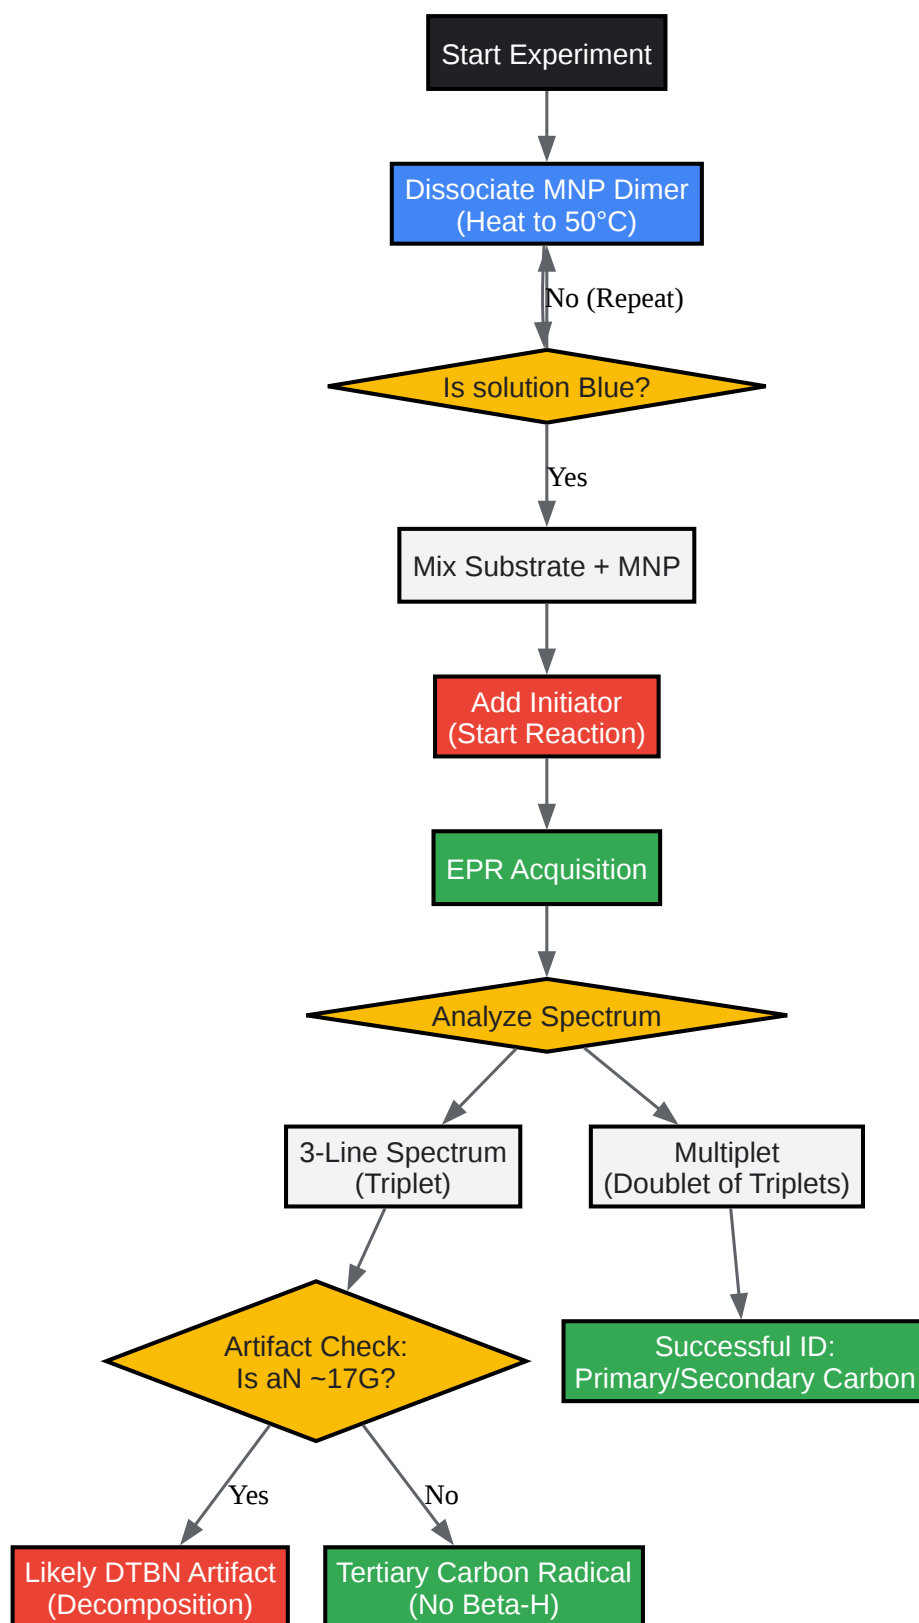 Start Experiment
Dissociate MNP Dimer
(Heat to 50°C)
No (Repeat)
Is solution Blue?
Yes
Mix Substrate + MNP
Add Initiator
(Start Reaction)
EPR Acquisition
Analyze Spectrum
3-Line Spectrum
(Triplet)
Multiplet
(Doublet of Triplets)
Artifact Check:
Is aN ~17G?
Successful ID:
Primary/Secondary Carbon
Yes
No
Likely DTBN Artifact
(Decomposition)
Tertiary Carbon Radical
(No Beta-H)